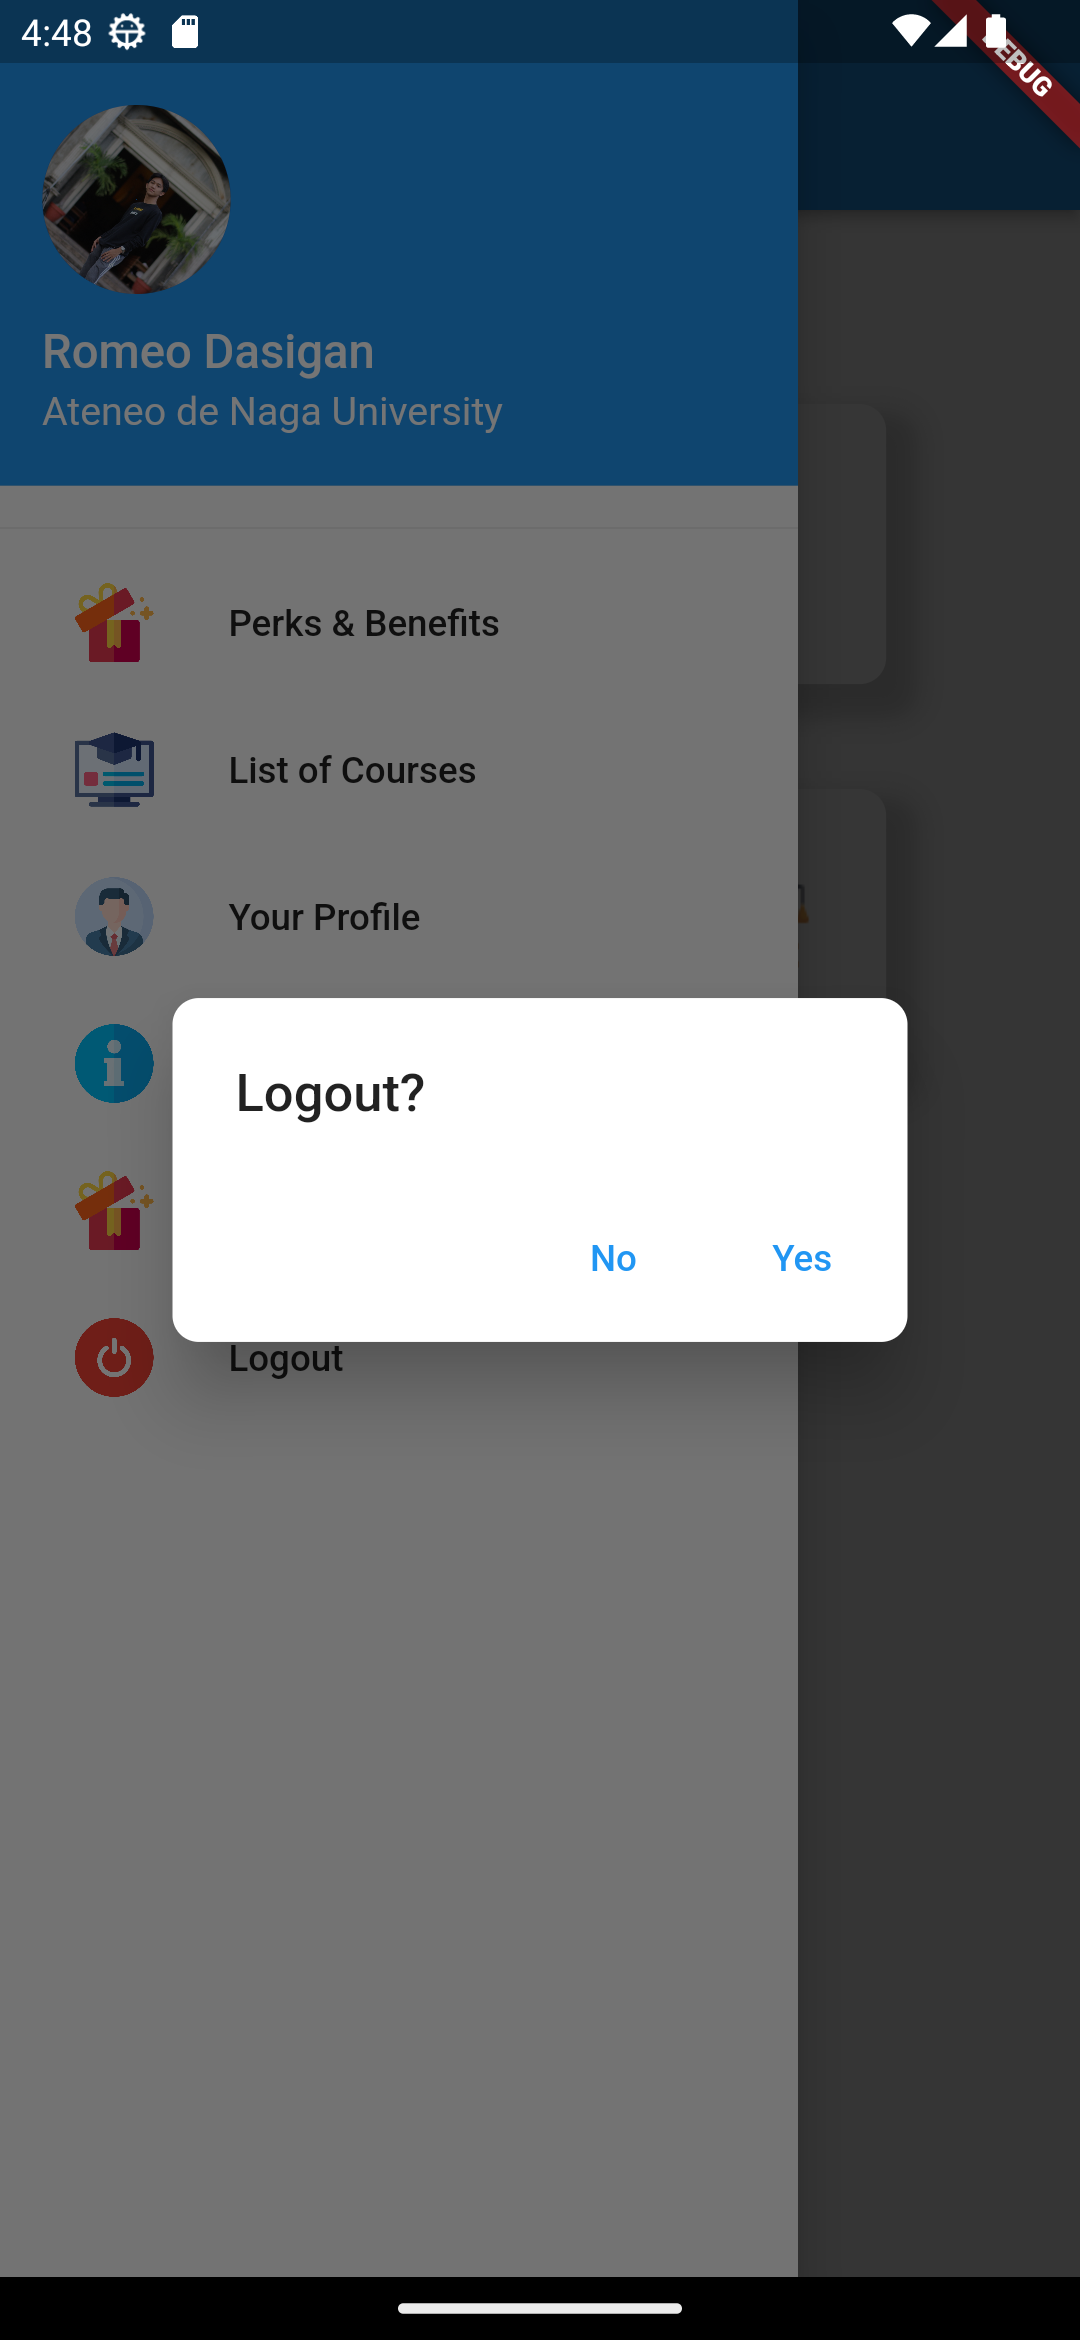 4:48
DEBUG
Romeo Dasigan
Ateneo de Naga University
Perks & Benefits
List of Courses
Your Profile
Logout?
No
Yes
Logout